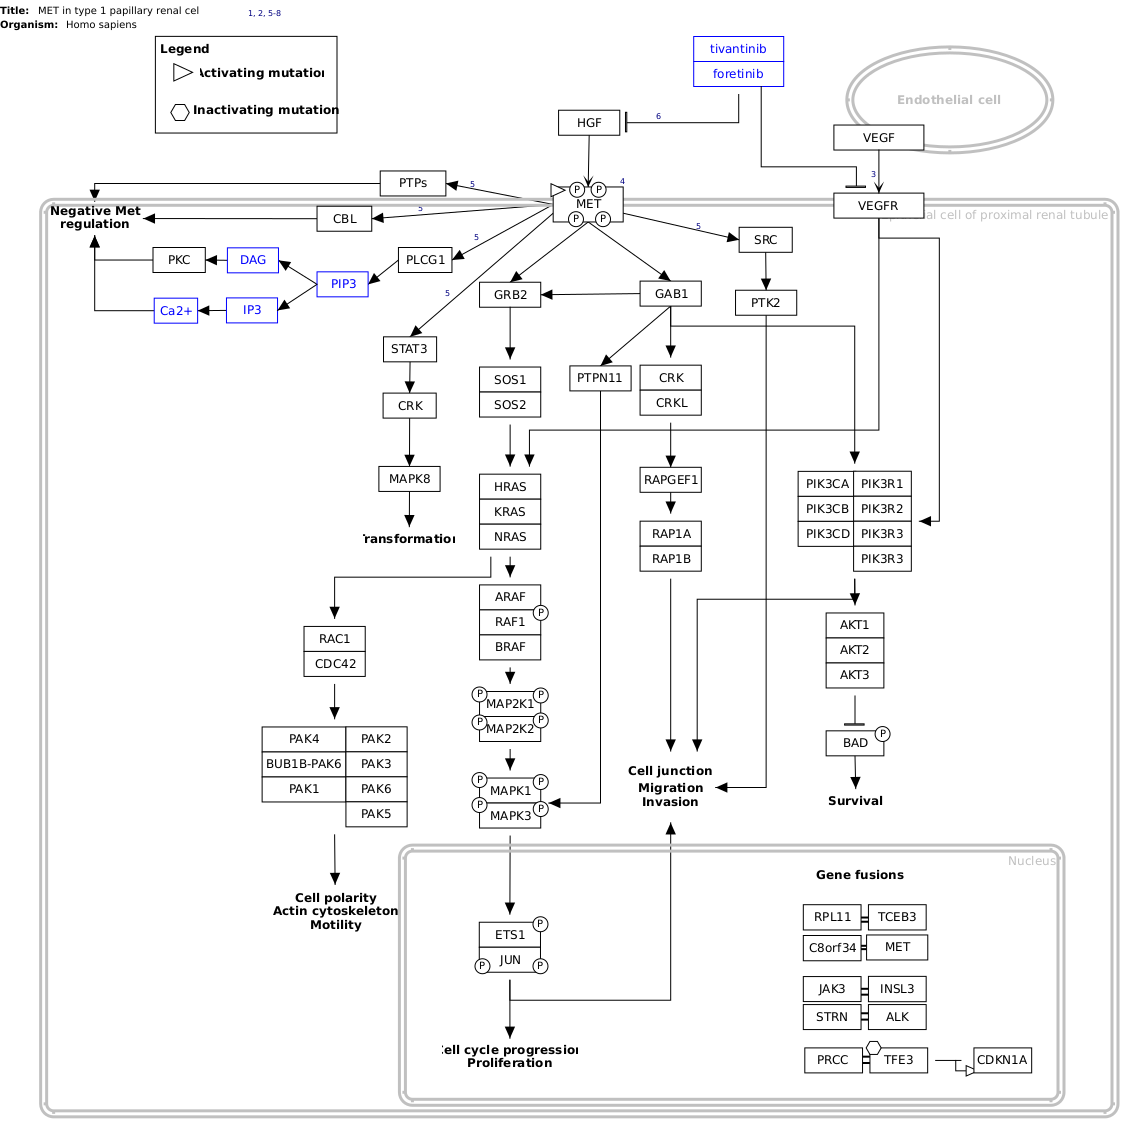 Title: MET in type 1 papillary renal cel
1, 2, 5-8
Organism: Homo sapiens
Legend
Activating mutation
Inactivating mutation
tivantinib
foretinib
Endothelial cell
HGF
6
VEGF
3
PTPs
5
4
P P
MET
P P
VEGFR
cell of proximal renal tubule
Negative Met
regulation
CBL
5
5
SRC
PKC
DAG
PLCG1
5
PIP3
Ca2+
IP3
5
GRB2
GAB1
PTK2
STAT3
SOS1
SOS2
PTPN11
CRK
CRKL
CRK
MAPK8
Transformation
HRAS
KRAS
NRAS
RAPGEF1
RAP1A
RAP1B
PIK3CA PIK3R1
PIK3CB PIK3R2
PIK3CD PIK3R3
PIK3R3
ARAF
RAF1 P
BRAF
RAC1
CDC42
AKT1
AKT2
AKT3
P MAP2K1 P
P MAP2K2 P
BAD P
PAK4 PAK2
BUB1B-PAK6 PAK3
PAK1 PAK6
PAK5
P MAPK1 P
P MAPK3 P
Cell junction
Migration
Invasion
Survival
Cell polarity
Actin cytoskeleton
Motility
Nucleus
Gene fusions
ETS1 P
P JUN P
RPL11 TCEB3
C8orf34 MET
JAK3 INSL3
STRN ALK
PRCC TFE3 CDKN1A
Cell cycle progression
Proliferation